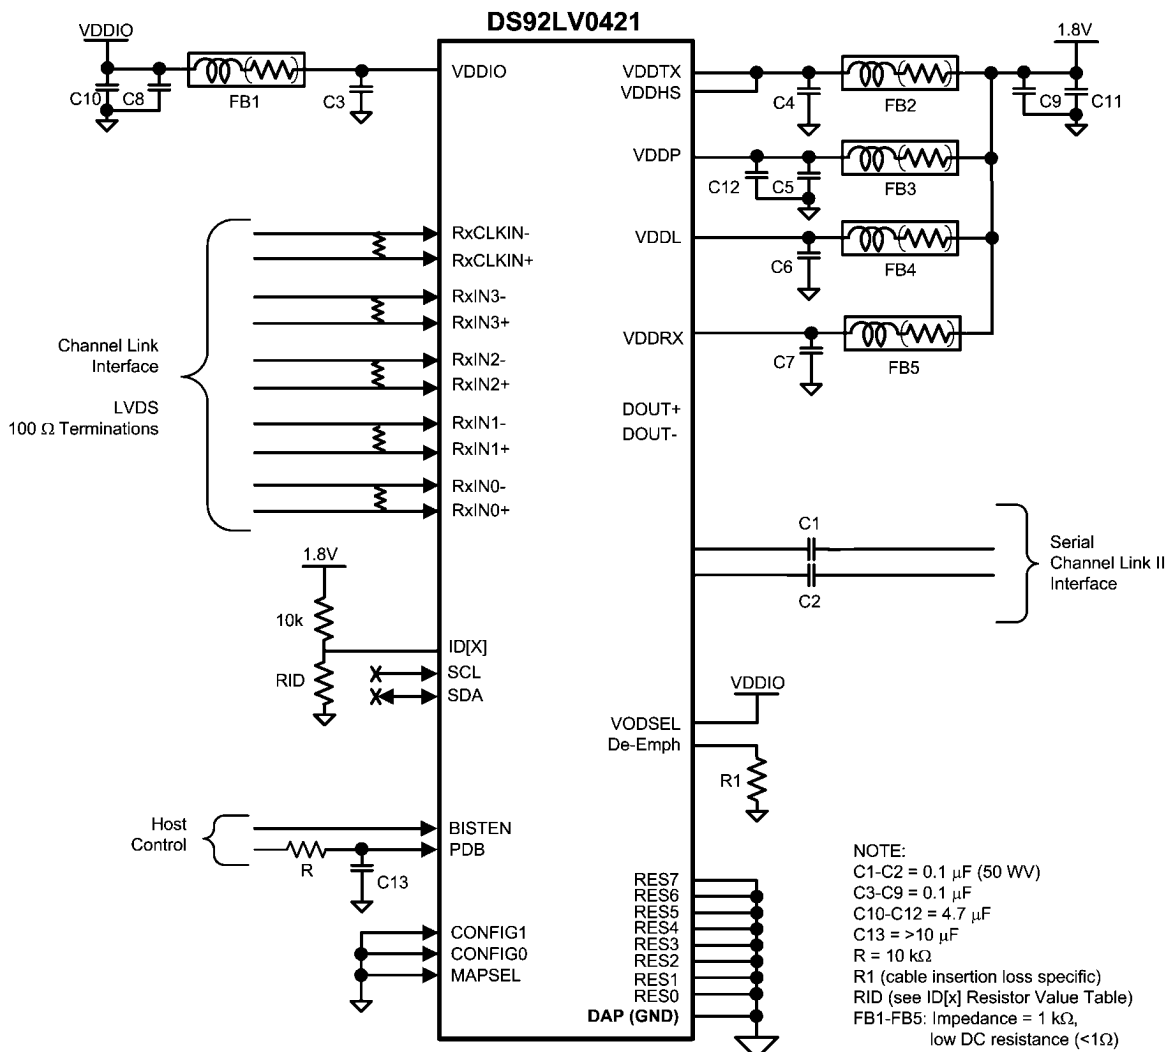 DS92LV0421
VDDIO
C10
C8
FB1
C3
VDDIO
VDDTX
VDDHS
C4
FB2
1.8V
C9
C11
VDDP
C12
C5
FB3
VDDL
C6
FB4
VDDRX
C7
FB5
Channel Link
Interface
LVDS
100 Ω Terminations
RxCLKIN-
RxCLKIN+
RxIN3-
RxIN3+
RxIN2-
RxIN2+
RxIN1-
RxIN1+
RxIN0-
RxIN0+
DOUT+
DOUT-
C1
C2
Serial
Channel Link II
Interface
1.8V
10k
RID
ID[X]
SCL
SDA
VDDIO
VODSEL
De-Emph
R1
Host
Control
BISTEN
PDB
R
C13
CONFIG1
CONFIG0
MAPSEL
RES7
RES6
RES5
RES4
RES3
RES2
RES1
RES0
DAP (GND)
NOTE:
C1-C2 = 0.1 μF (50 WV)
C3-C9 = 0.1 μF
C10-C12 = 4.7 μF
C13 = >10 μF
R = 10 kΩ
R1 (cable insertion loss specific)
RID (see ID[x] Resistor Value Table)
FB1-FB5: Impedance = 1 kΩ,
low DC resistance (<1Ω)